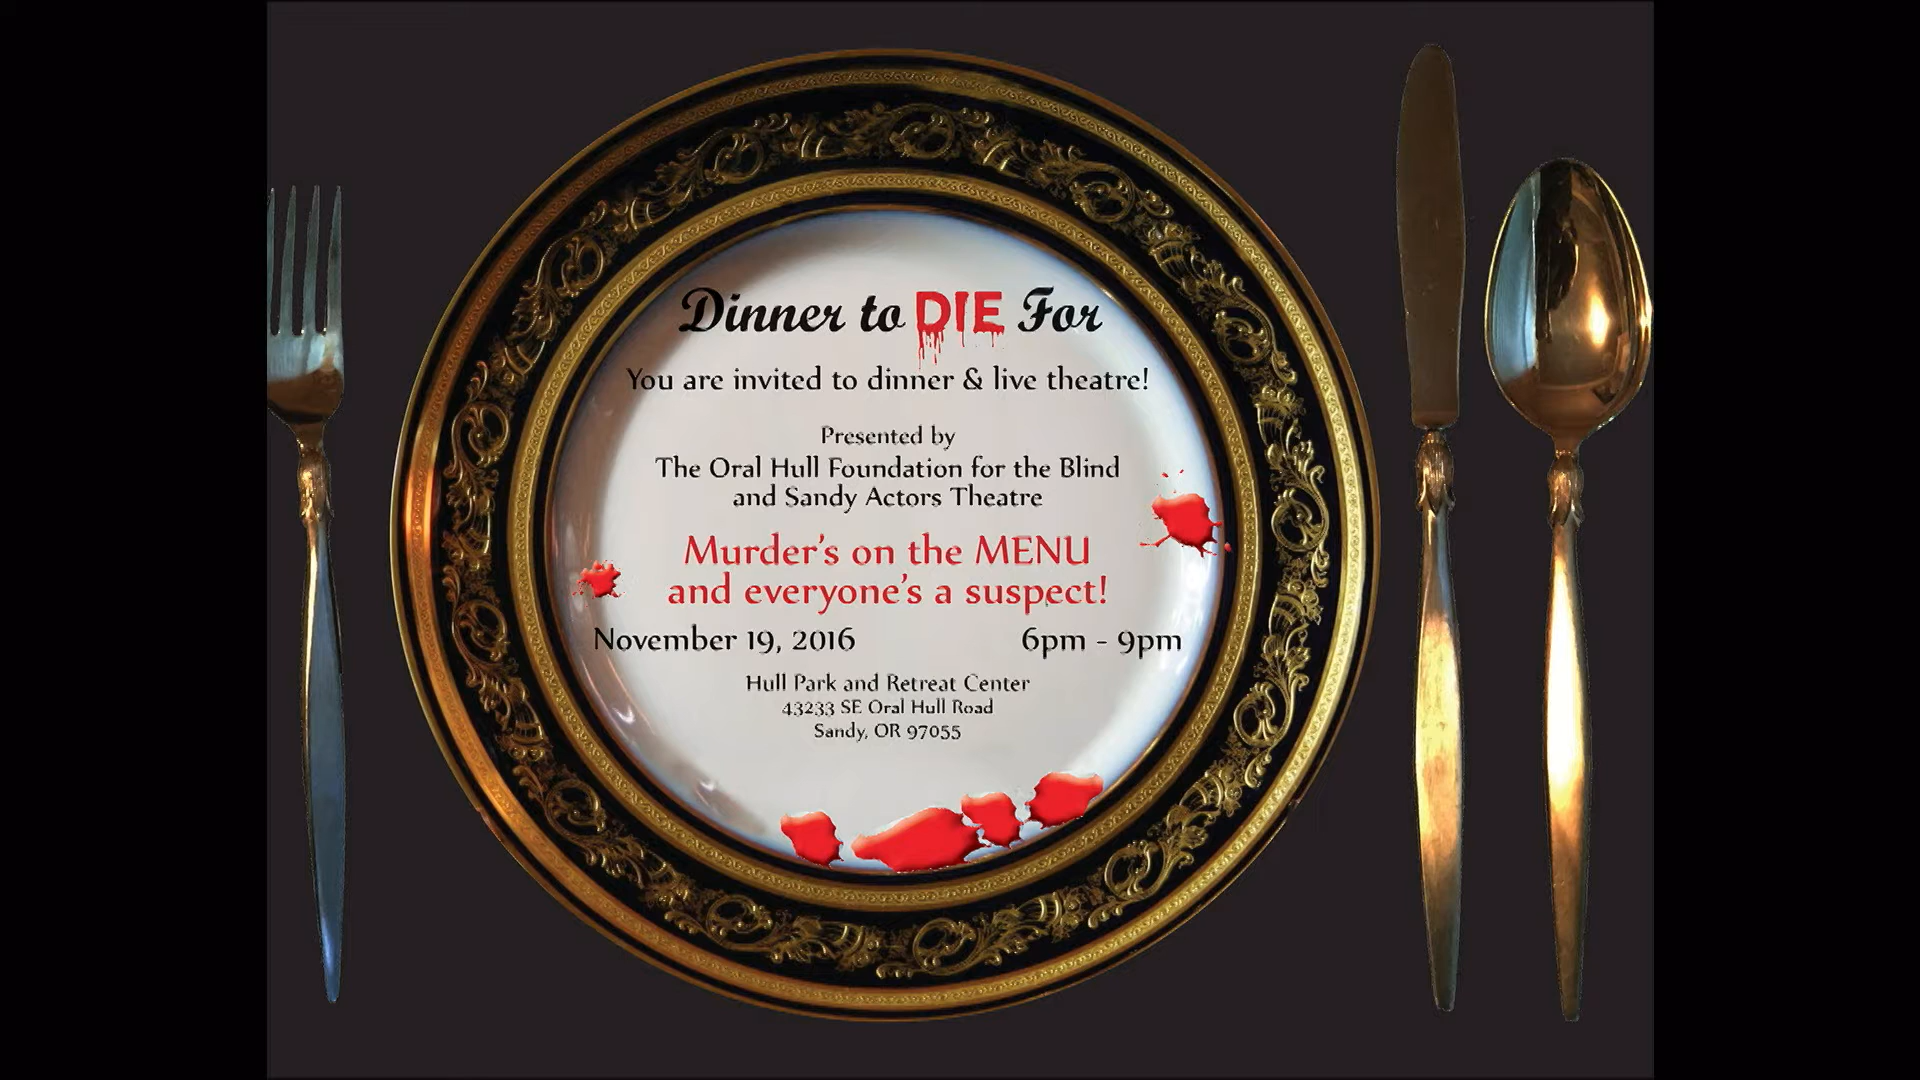 Dinner to DIE For
You are invited to dinner & live theatre!
Presented by
The Oral Hull Foundation for the Blind
and Sandy Actors Theatre
Murder's on the MENU
and everyone's a suspect!
November 19, 2016 6pm - 9pm
Hull Park and Retreat Center
43233 SE Oral Hull Road
Sandy, OR 97055